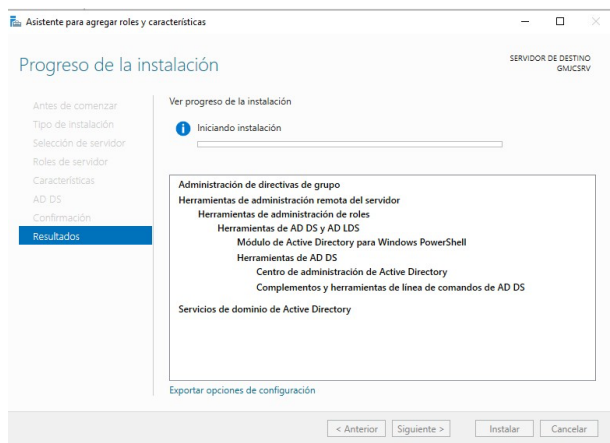 Asistente para agregar roles y características
Progreso de la instalación
SERVIDOR DE DESTINO
GMJCSRV
Antes de comenzar
Tipo de instalación
Selección de servidor
Roles de servidor
Características
AD DS
Confirmación
Resultados
Ver progreso de la instalación
Iniciando instalación
Administración de directivas de grupo
Herramientas de administración remota del servidor
Herramientas de administración de roles
Herramientas de AD DS y AD LDS
Módulo de Active Directory para Windows PowerShell
Herramientas de AD DS
Centro de administración de Active Directory
Complementos y herramientas de línea de comandos de AD DS
Servicios de dominio de Active Directory
Exportar opciones de configuración
< Anterior
Siguiente >
Instalar
Cancelar